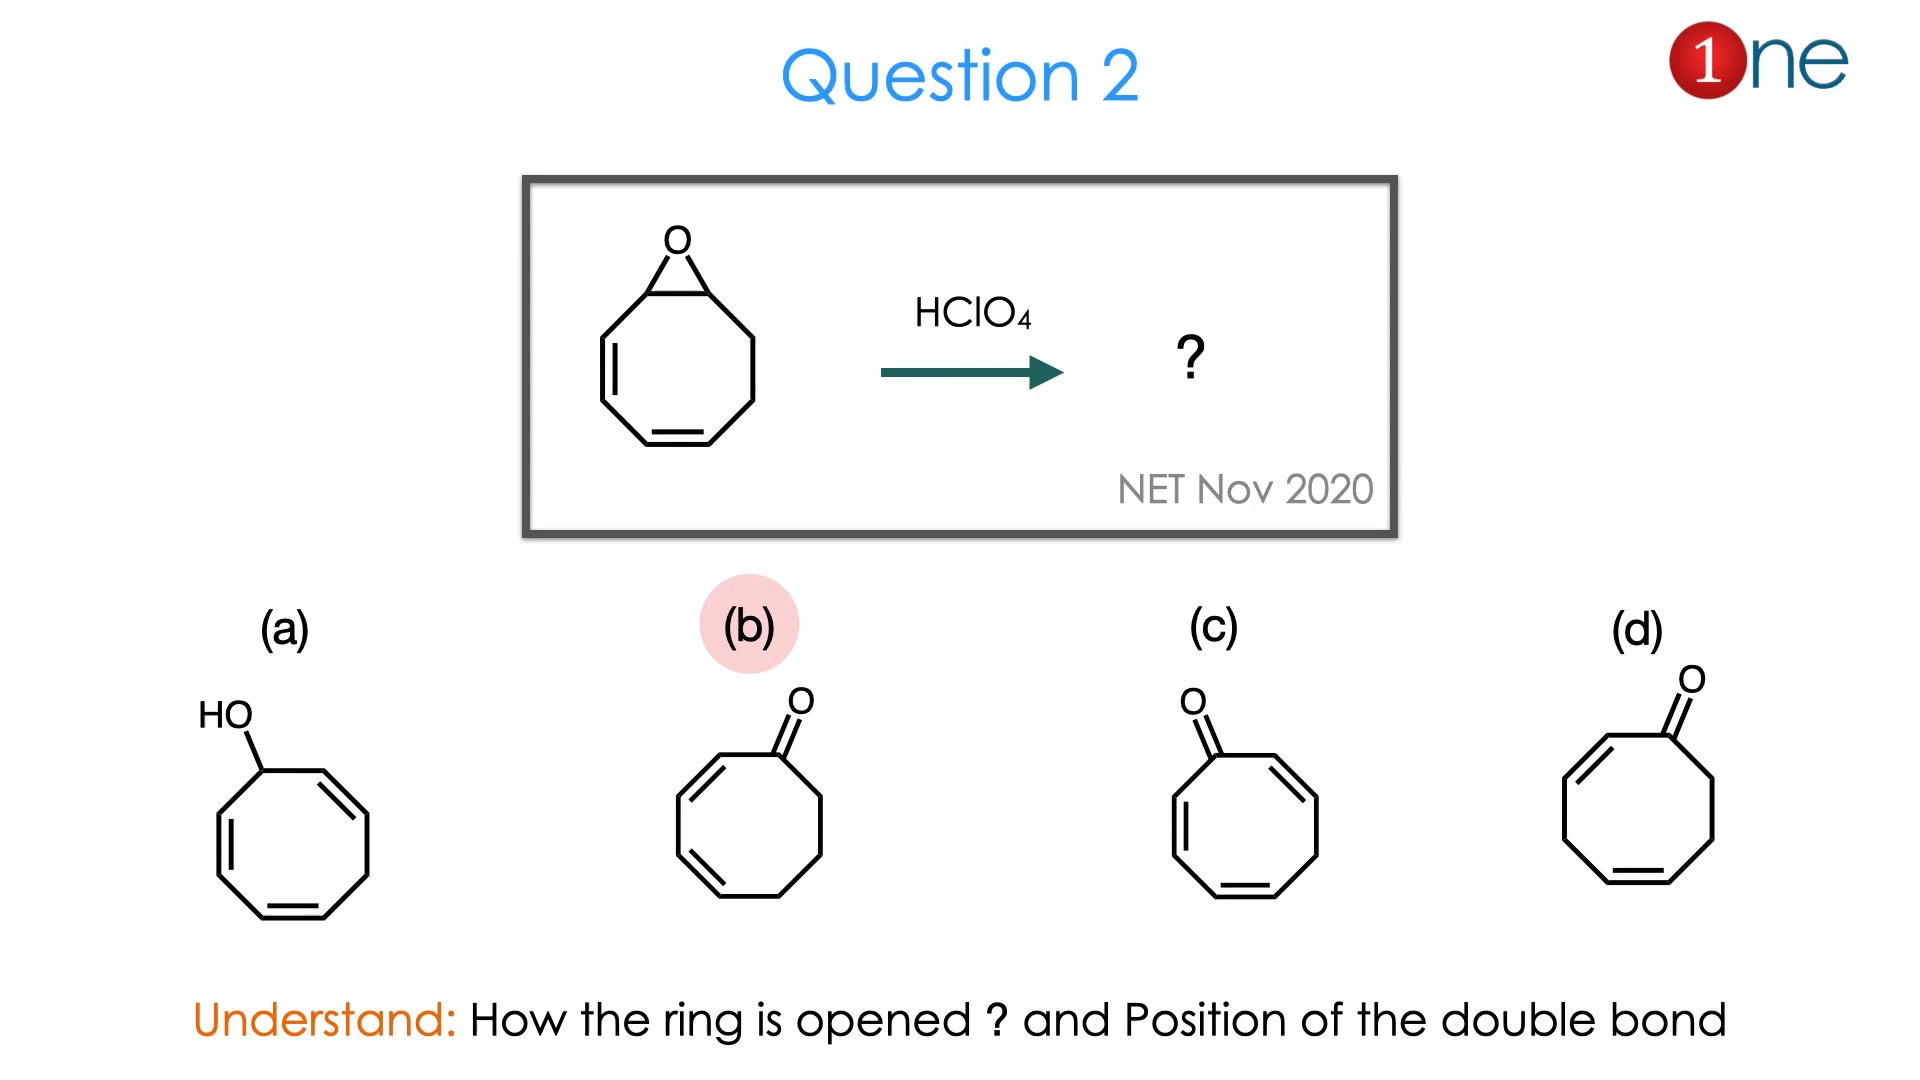 Question 2
1ne
O
HClO₄
?
NET Nov 2020
(a) (b) (c) (d)
HO O O O
Understand: How the ring is opened ? and Position of the double bond